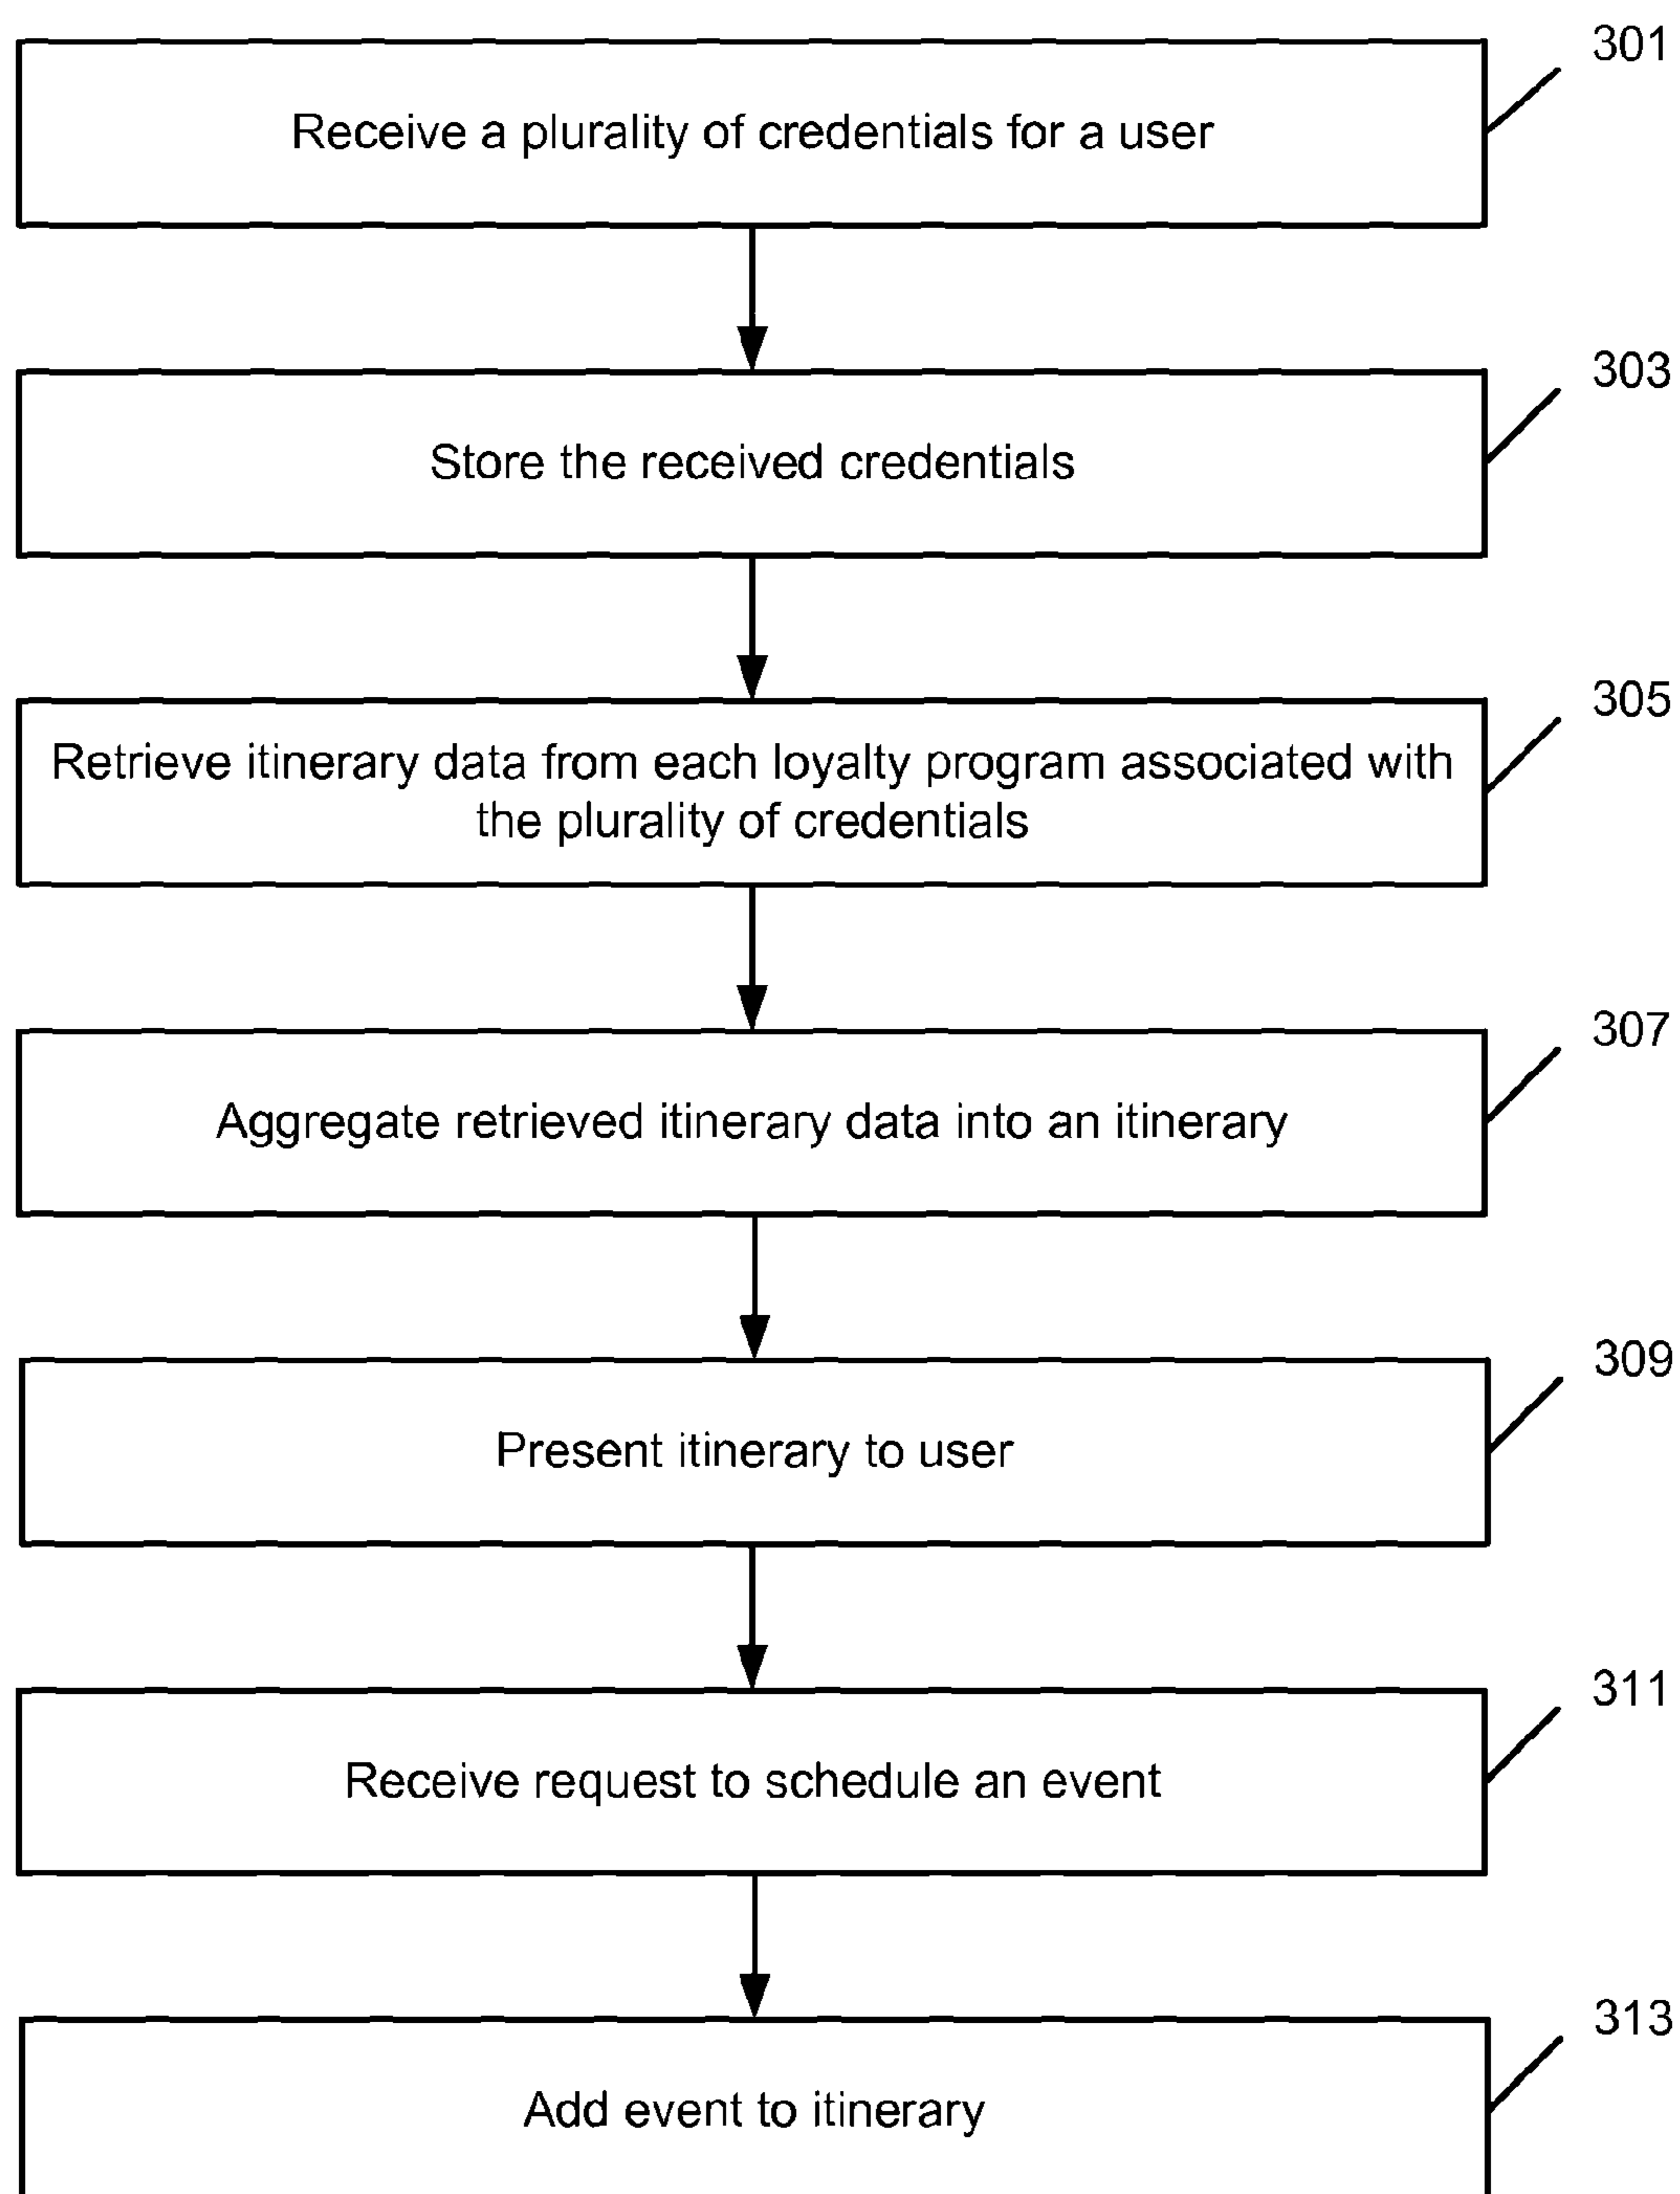 301
Receive a plurality of credentials for a user
303
Store the received credentials
305
Retrieve itinerary data from each loyalty program associated with
the plurality of credentials
307
Aggregate retrieved itinerary data into an itinerary
309
Present itinerary to user
311
Receive request to schedule an event
313
Add event to itinerary